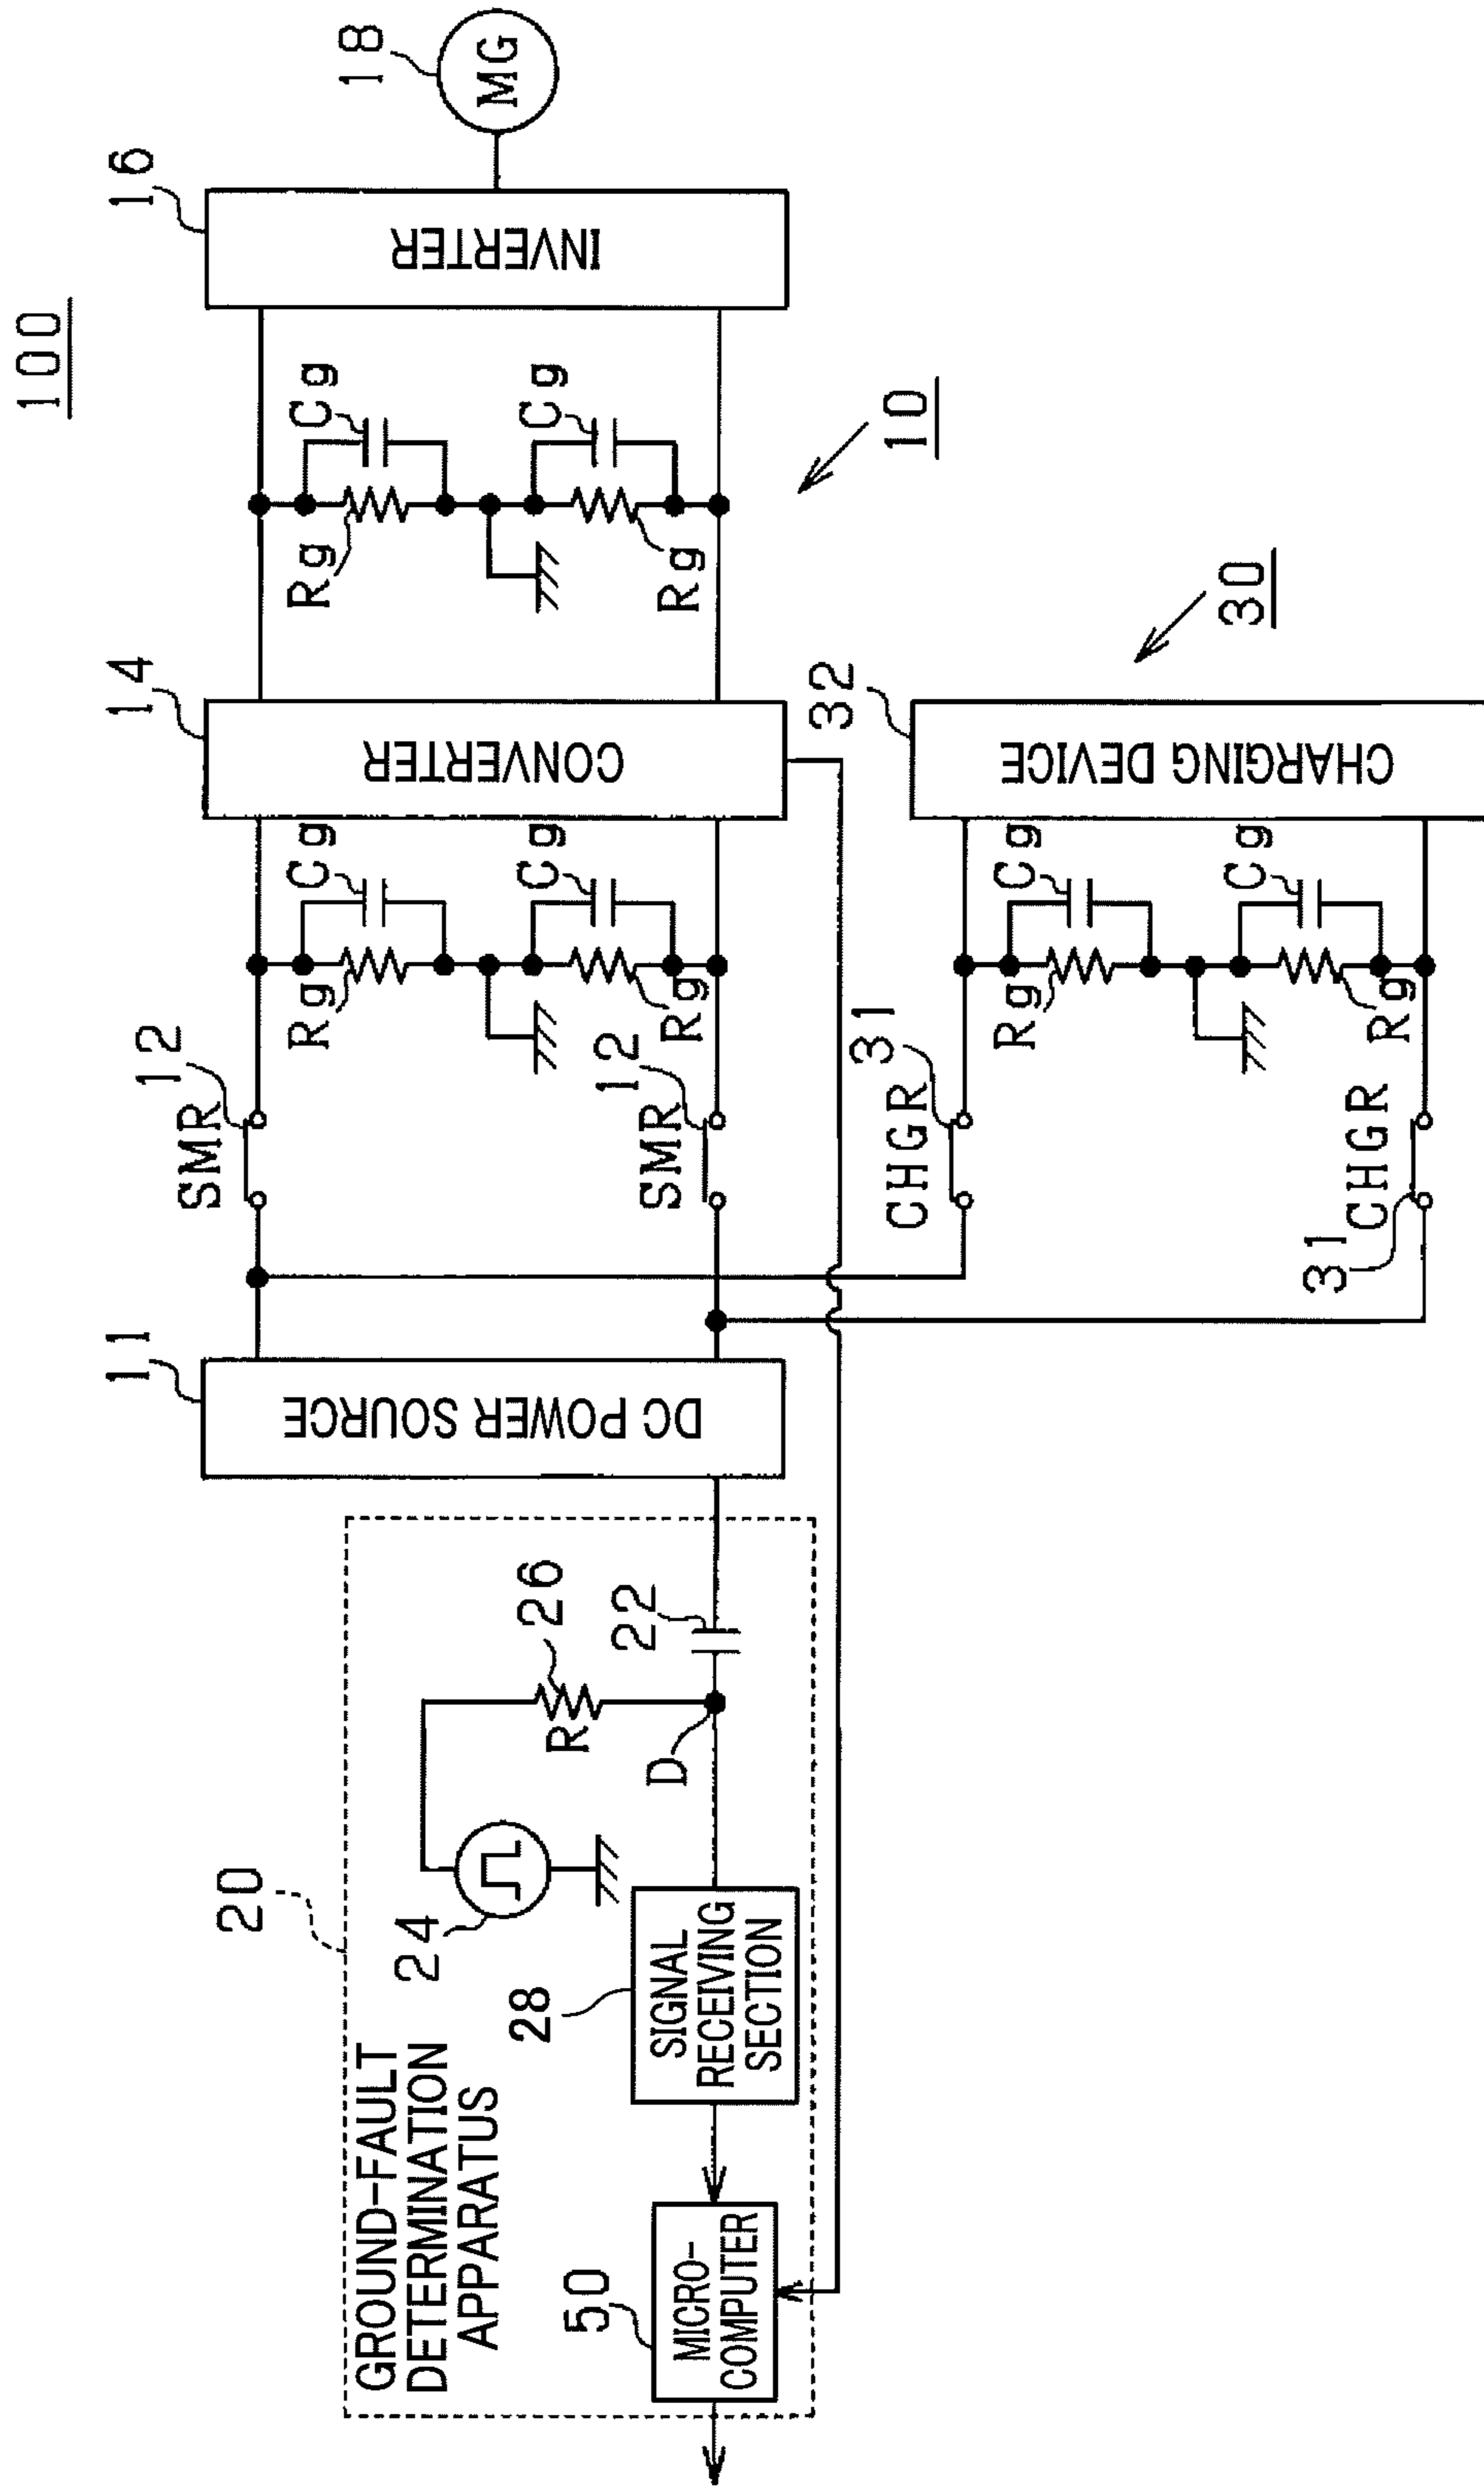 100
20
GROUND-FAULT
DETERMINATION
APPARATUS
24
R
26
D
22
28
SIGNAL
RECEIVING
SECTION
50
MICRO-
COMPUTER
11
DC POWER SOURCE
SMR
12
SMR
12
Rg
Cg
Rg
Cg
14
CONVERTER
Rg
Cg
Rg
Cg
16
INVERTER
18
MG
10
CHGR
31
CHGR
31
Rg
Cg
Rg
Cg
32
CHARGING DEVICE
30